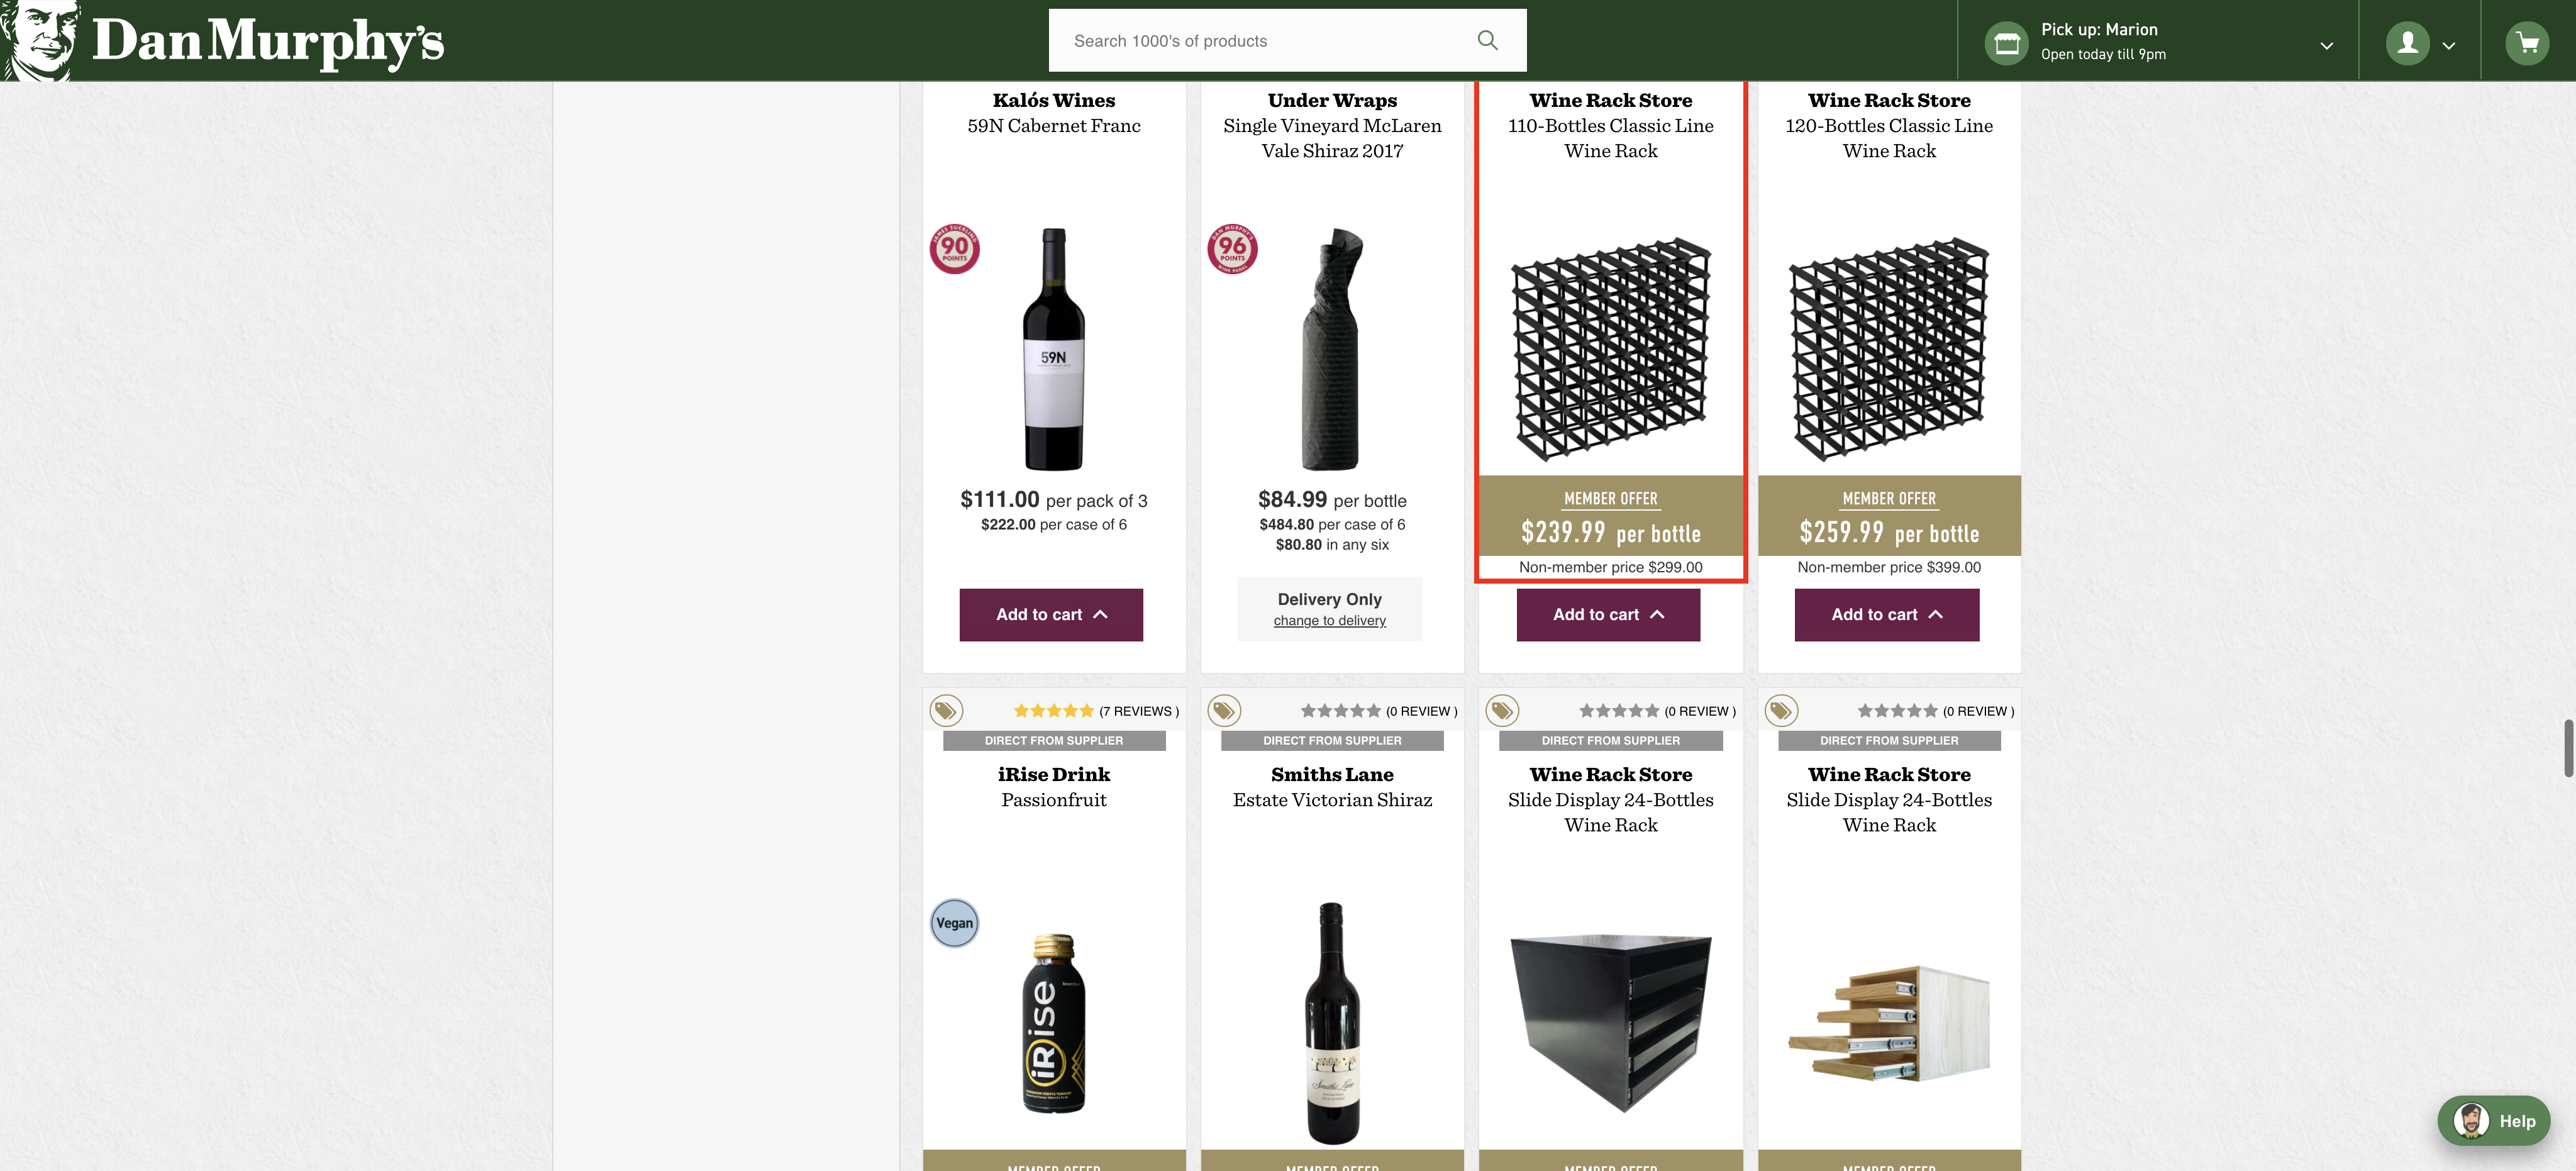 Dan Murphy's
Search 1000's of products
Pick up: Marion
Open today till 9pm
Kalós Wines
59N Cabernet Franc
90
POINTS
59N
$111.00 per pack of 3
$222.00 per case of 6
Add to cart
Under Wraps
Single Vineyard McLaren
Vale Shiraz 2017
96
POINTS
$84.99 per bottle
$484.80 per case of 6
$80.80 in any six
Delivery Only
change to delivery
Wine Rack Store
110-Bottles Classic Line
Wine Rack
MEMBER OFFER
$239.99 per bottle
Non-member price $299.00
Add to cart
Wine Rack Store
120-Bottles Classic Line
Wine Rack
MEMBER OFFER
$259.99 per bottle
Non-member price $399.00
Add to cart
(7 REVIEWS )
DIRECT FROM SUPPLIER
iRise Drink
Passionfruit
Vegan
iRise
MEMBER OFFER
(0 REVIEW )
DIRECT FROM SUPPLIER
Smiths Lane
Estate Victorian Shiraz
Smiths Lane
MEMBER OFFER
(0 REVIEW )
DIRECT FROM SUPPLIER
Wine Rack Store
Slide Display 24-Bottles
Wine Rack
MEMBER OFFER
(0 REVIEW )
DIRECT FROM SUPPLIER
Wine Rack Store
Slide Display 24-Bottles
Wine Rack
MEMBER OFFER
Help